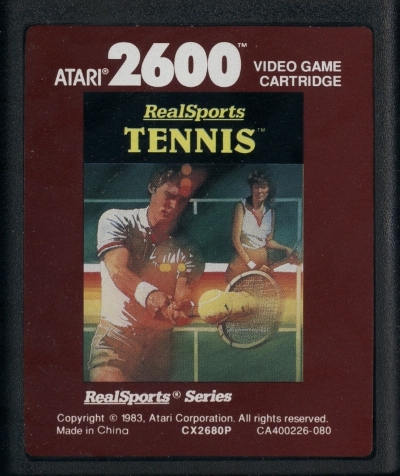 ATARI® 2600™ VIDEO GAME
CARTRIDGE
RealSports
TENNIS™
RealSports® Series
Copyright © 1983, Atari Corporation. All rights reserved.
Made in China CX2680P CA400226-080